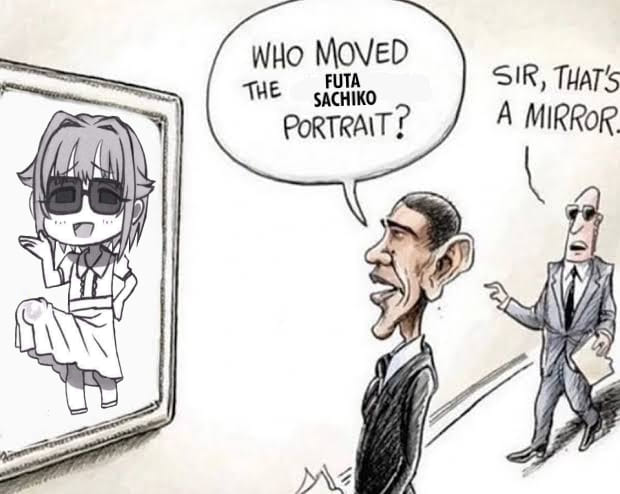 WHO MOVED
THE FUTA
SACHIKO
PORTRAIT?
SIR, THAT'S
A MIRROR.